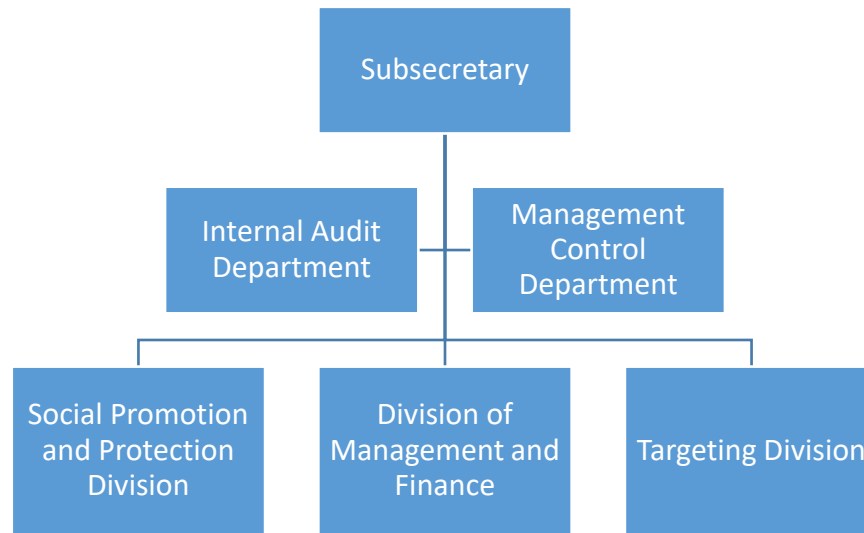 Subsecretary
Internal Audit
Department
Management
Control
Department
Social Promotion
and Protection
Division
Division of
Management and
Finance
Targeting Division